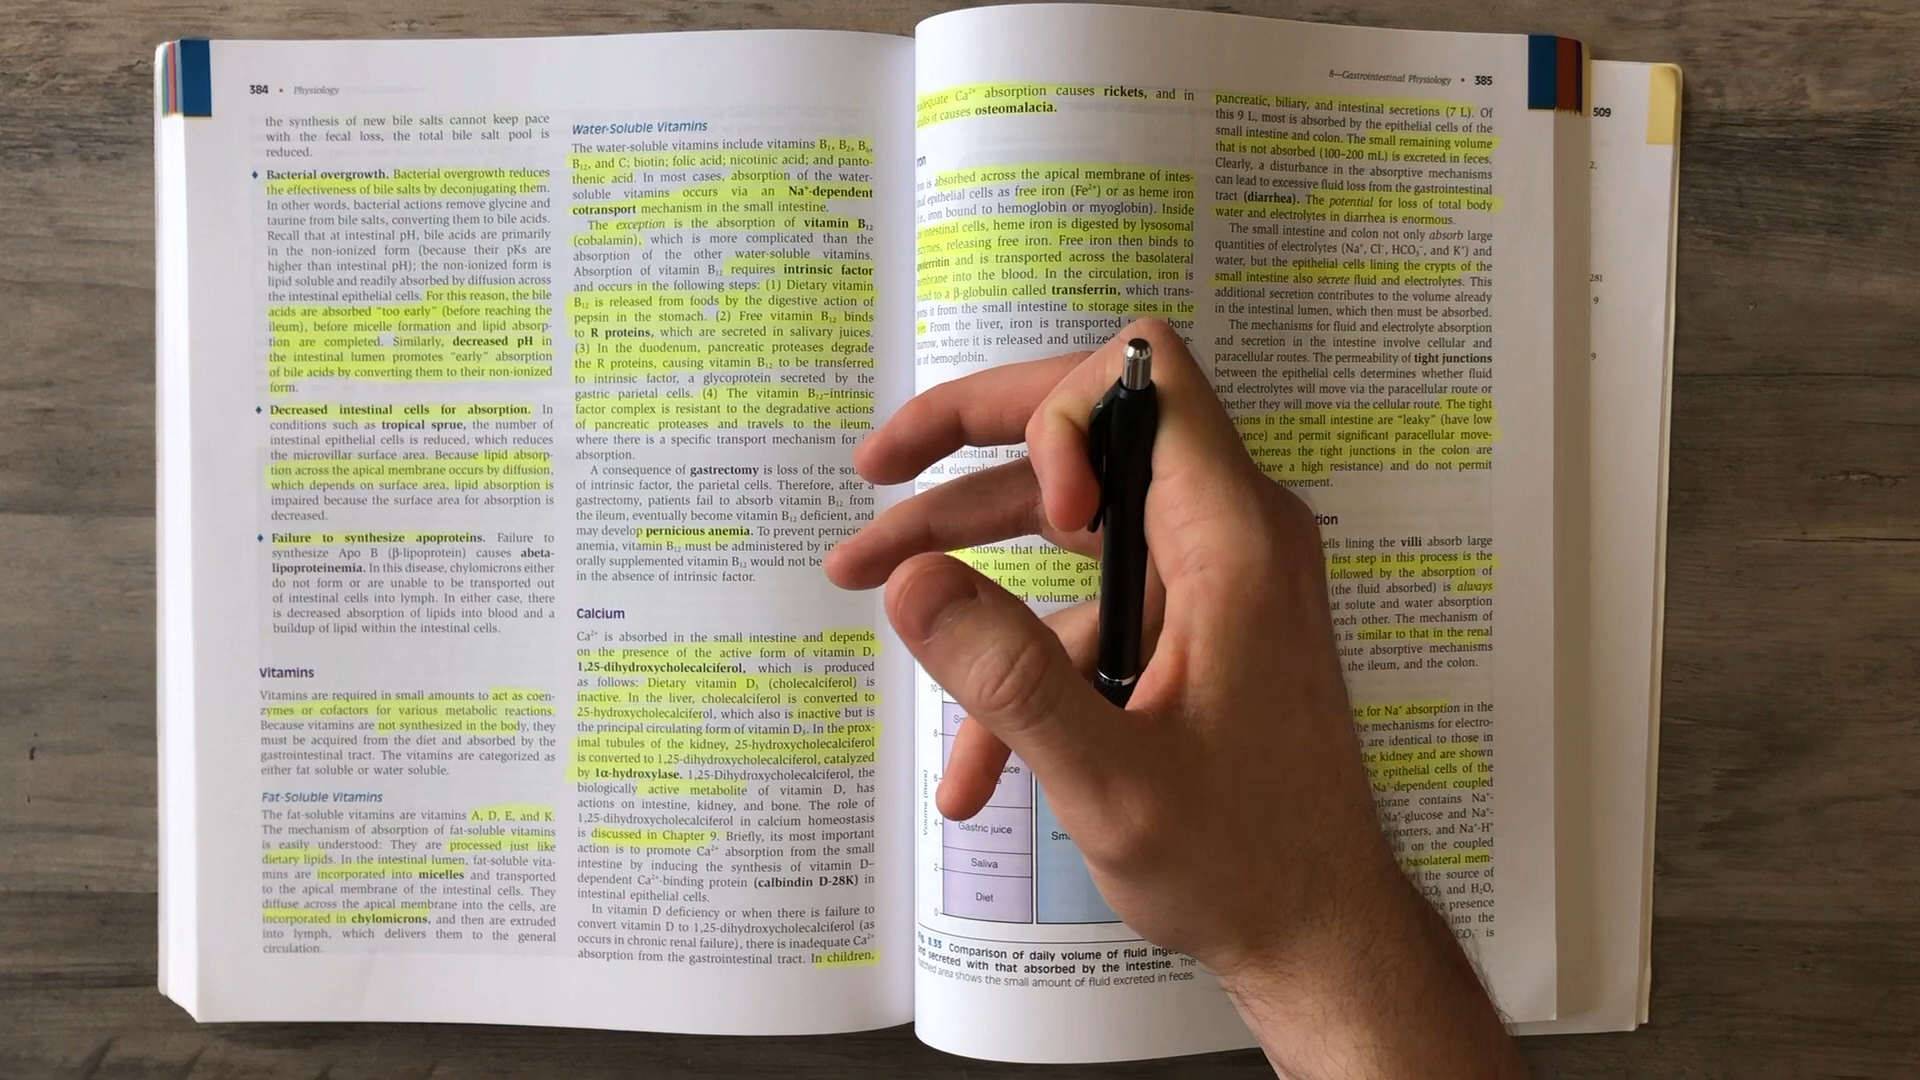 384 • Physiology
the synthesis of new bile salts cannot keep pace
with the fecal loss, the total bile salt pool is
reduced.
♦ Bacterial overgrowth. Bacterial overgrowth reduces
the effectiveness of bile salts by deconjugating them.
In other words, bacterial actions remove glycine and
taurine from bile salts, converting them to bile acids.
Recall that at intestinal pH, bile acids are primarily
in the non-ionized form (because their pKs are
higher than intestinal pH); the non-ionized form is
lipid soluble and readily absorbed by diffusion across
the intestinal epithelial cells. For this reason, the bile
acids are absorbed “too early” (before reaching the
ileum), before micelle formation and lipid absorp-
tion are completed. Similarly, decreased pH in
the intestinal lumen promotes “early” absorption
of bile acids by converting them to their non-ionized
form.
♦ Decreased intestinal cells for absorption. In
conditions such as tropical sprue, the number of
intestinal epithelial cells is reduced, which reduces
the microvillar surface area. Because lipid absorp-
tion across the apical membrane occurs by diffusion,
which depends on surface area, lipid absorption is
impaired because the surface area for absorption is
decreased.
♦ Failure to synthesize apoproteins. Failure to
synthesize Apo B (β-lipoprotein) causes abeta-
lipoproteinemia. In this disease, chylomicrons either
do not form or are unable to be transported out
of intestinal cells into lymph. In either case, there
is decreased absorption of lipids into blood and a
buildup of lipid within the intestinal cells.
Vitamins
Vitamins are required in small amounts to act as coen-
zymes or cofactors for various metabolic reactions.
Because vitamins are not synthesized in the body, they
must be acquired from the diet and absorbed by the
gastrointestinal tract. The vitamins are categorized as
either fat soluble or water soluble.
Fat-Soluble Vitamins
The fat-soluble vitamins are vitamins A, D, E, and K.
The mechanism of absorption of fat-soluble vitamins
is easily understood: They are processed just like
dietary lipids. In the intestinal lumen, fat-soluble vita-
mins are incorporated into micelles and transported
to the apical membrane of the intestinal cells. They
diffuse across the apical membrane into the cells, are
incorporated in chylomicrons, and then are extruded
into lymph, which delivers them to the general
circulation.
Water-Soluble Vitamins
The water-soluble vitamins include vitamins B₁, B₂, B₆,
B₁₂, and C; biotin; folic acid; nicotinic acid; and panto-
thenic acid. In most cases, absorption of the water-
soluble vitamins occurs via an Na⁺-dependent
cotransport mechanism in the small intestine.
The exception is the absorption of vitamin B₁₂
(cobalamin), which is more complicated than the
absorption of the other water-soluble vitamins.
Absorption of vitamin B₁₂ requires intrinsic factor
and occurs in the following steps: (1) Dietary vitamin
B₁₂ is released from foods by the digestive action of
pepsin in the stomach. (2) Free vitamin B₁₂ binds
to R proteins, which are secreted in salivary juices.
(3) In the duodenum, pancreatic proteases degrade
the R proteins, causing vitamin B₁₂ to be transferred
to intrinsic factor, a glycoprotein secreted by the
gastric parietal cells. (4) The vitamin B₁₂–intrinsic
factor complex is resistant to the degradative actions
of pancreatic proteases and travels to the ileum,
where there is a specific transport mechanism for
absorption.
A consequence of gastrectomy is loss of the
of intrinsic factor, the parietal cells. Therefore, after a
gastrectomy, patients fail to absorb vitamin B₁₂ from
the ileum, eventually become vitamin B₁₂ deficient, and
may develop pernicious anemia. To prevent
anemia, vitamin B₁₂ must be administered by
orally supplemented vitamin B₁₂ would not be
in the absence of intrinsic factor.
Calcium
Ca²⁺ is absorbed in the small intestine and depends
on the presence of the active form of vitamin D,
1,25-dihydroxycholecalciferol, which is produced
as follows: Dietary vitamin D₃ (cholecalciferol) is
inactive. In the liver, cholecalciferol is converted to
25-hydroxycholecalciferol, which also is inactive but is
the principal circulating form of vitamin D₃. In the prox-
imal tubules of the kidney, 25-hydroxycholecalciferol
is converted to 1,25-dihydroxycholecalciferol, catalyzed
by 1α-hydroxylase. 1,25-Dihydroxycholecalciferol, the
biologically active metabolite of vitamin D, has
actions on intestine, kidney, and bone. The role of
1,25-dihydroxycholecalciferol in calcium homeostasis
is discussed in Chapter 9. Briefly, its most important
action is to promote Ca²⁺ absorption from the small
intestine by inducing the synthesis of vitamin D–
dependent Ca²⁺-binding protein (calbindin D-28K) in
intestinal epithelial cells.
In vitamin D deficiency or when there is failure to
convert vitamin D to 1,25-dihydroxycholecalciferol (as
occurs in chronic renal failure), there is inadequate Ca²⁺
absorption from the gastrointestinal tract. In children,
8—Gastrointestinal Physiology • 385
Ca²⁺ absorption causes rickets, and in
it causes osteomalacia.
is absorbed across the apical membrane of intes-
epithelial cells as free iron (Fe²⁺) or as heme iron
iron bound to hemoglobin or myoglobin). Inside
intestinal cells, heme iron is digested by lysosomal
releasing free iron. Free iron then binds to
and is transported across the basolateral
into the blood. In the circulation, iron is
to a β-globulin called transferrin, which trans-
it from the small intestine to storage sites in the
From the liver, iron is transported bone
where it is released and utilized
of hemoglobin.
and
shows that
the lumen of the
of the volume of
volume of
10
8
6
4
2
0
Volume (liters)
Gastric juice
Saliva
Diet
8.33 Comparison of daily volume of fluid
secreted with that absorbed by the intestine. The
area shows the small amount of fluid excreted in feces.
pancreatic, biliary, and intestinal secretions (7 L). Of
this 9 L, most is absorbed by the epithelial cells of the
small intestine and colon. The small remaining volume
that is not absorbed (100–200 mL) is excreted in feces.
Clearly, a disturbance in the absorptive mechanisms
can lead to excessive fluid loss from the gastrointestinal
tract (diarrhea). The potential for loss of total body
water and electrolytes in diarrhea is enormous.
The small intestine and colon not only absorb large
quantities of electrolytes (Na⁺, Cl⁻, HCO₃⁻, and K⁺) and
water, but the epithelial cells lining the crypts of the
small intestine also secrete fluid and electrolytes. This
additional secretion contributes to the volume already
in the intestinal lumen, which then must be absorbed.
The mechanisms for fluid and electrolyte absorption
and secretion in the intestine involve cellular and
paracellular routes. The permeability of tight junctions
between the epithelial cells determines whether fluid
and electrolytes will move via the paracellular route or
whether they will move via the cellular route. The tight
in the small intestine are “leaky” (have low
and permit significant paracellular move-
whereas the tight junctions in the colon are
(have a high resistance) and do not permit
movement.
lining the villi absorb large
first step in this process is the
followed by the absorption of
(the fluid absorbed) is always
solute and water absorption
each other. The mechanism of
is similar to that in the renal
absorptive mechanisms
the ileum, and the colon.
for Na⁺ absorption in the
mechanisms for electro-
are identical to those in
the kidney and are shown
epithelial cells of the
Na⁺-dependent coupled
contains Na⁺-
Na⁺-glucose and Na⁺-
and Na⁺-H⁺
on the coupled
basolateral mem-
the source of
and H₂O,
presence
into the
is
509
2.
281
9
9